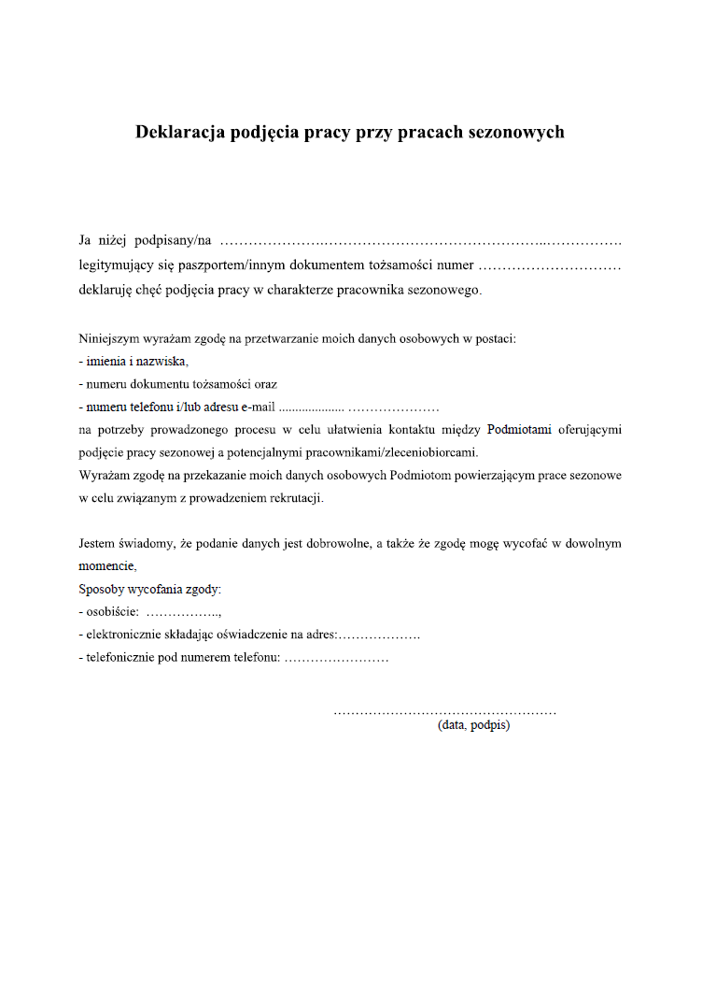 Deklaracja podjęcia pracy przy pracach sezonowych
Ja niżej podpisany/na ………………….………………………………………..…………….
legitymujący się paszportem/innym dokumentem tożsamości numer …………………………
deklaruję chęć podjęcia pracy w charakterze pracownika sezonowego.
Niniejszym wyrażam zgodę na przetwarzanie moich danych osobowych w postaci:
- imienia i nazwiska,
- numeru dokumentu tożsamości oraz
- numeru telefonu i/lub adresu e-mail .................... …………………
na potrzeby prowadzonego procesu w celu ułatwienia kontaktu między Podmiotami oferującymi
podjęcie pracy sezonowej a potencjalnymi pracownikami/zleceniobiorcami.
Wyrażam zgodę na przekazanie moich danych osobowych Podmiotom powierzającym prace sezonowe
w celu związanym z prowadzeniem rekrutacji.
Jestem świadomy, że podanie danych jest dobrowolne, a także że zgodę mogę wycofać w dowolnym
momencie,
Sposoby wycofania zgody:
- osobiście: ……………..,
- elektronicznie składając oświadczenie na adres:……………….
- telefonicznie pod numerem telefonu: ……………………
……………………………………………
(data, podpis)